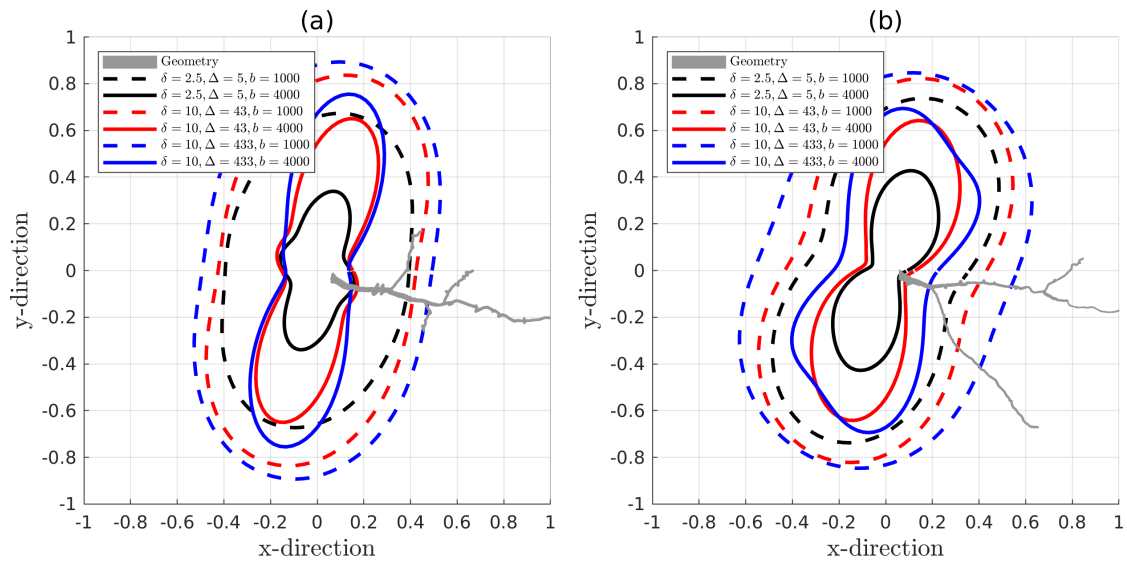 (a)
1
0.8
0.6
0.4
0.2
0
-0.2
-0.4
-0.6
-0.8
-1
y-direction
Geometry
δ = 2.5, Δ = 5, b = 1000
δ = 2.5, Δ = 5, b = 4000
δ = 10, Δ = 43, b = 1000
δ = 10, Δ = 43, b = 4000
δ = 10, Δ = 433, b = 1000
δ = 10, Δ = 433, b = 4000
-1 -0.8 -0.6 -0.4 -0.2 0 0.2 0.4 0.6 0.8 1
x-direction
(b)
1
0.8
0.6
0.4
0.2
0
-0.2
-0.4
-0.6
-0.8
-1
y-direction
Geometry
δ = 2.5, Δ = 5, b = 1000
δ = 2.5, Δ = 5, b = 4000
δ = 10, Δ = 43, b = 1000
δ = 10, Δ = 43, b = 4000
δ = 10, Δ = 433, b = 1000
δ = 10, Δ = 433, b = 4000
-1 -0.8 -0.6 -0.4 -0.2 0 0.2 0.4 0.6 0.8 1
x-direction